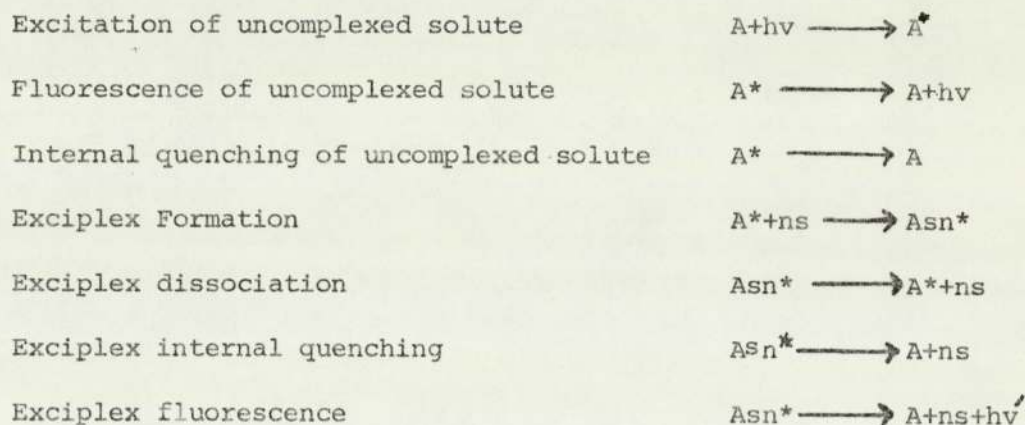 Excitation of uncomplexed solute A+hv ⟶ A*
Fluorescence of uncomplexed solute A* ⟶ A+hv
Internal quenching of uncomplexed solute A* ⟶ A
Exciplex Formation A*+ns ⟶ Asn*
Exciplex dissociation Asn* ⟶ A*+ns
Exciplex internal quenching Asn* ⟶ A+ns
Exciplex fluorescence Asn* ⟶ A+ns+hv'